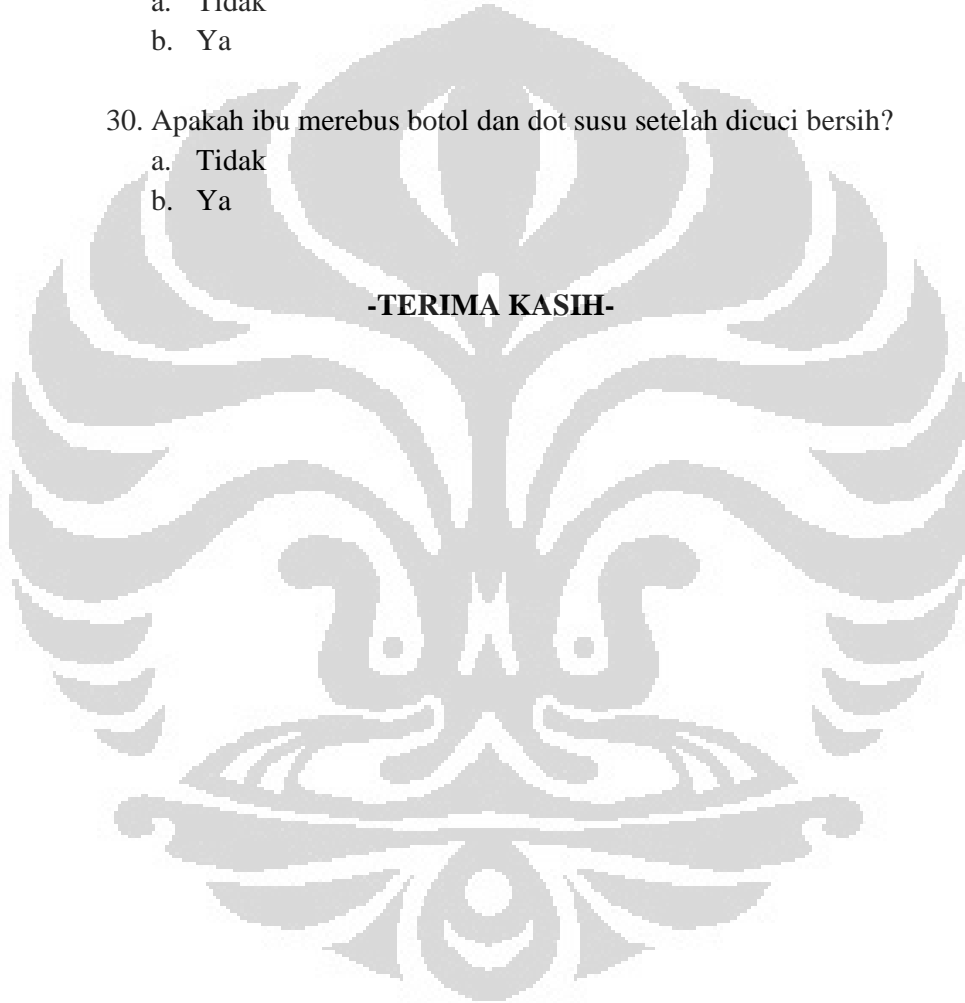 a. Tidak
b. Ya
30. Apakah ibu merebus botol dan dot susu setelah dicuci bersih?
a. Tidak
b. Ya
-TERIMA KASIH-